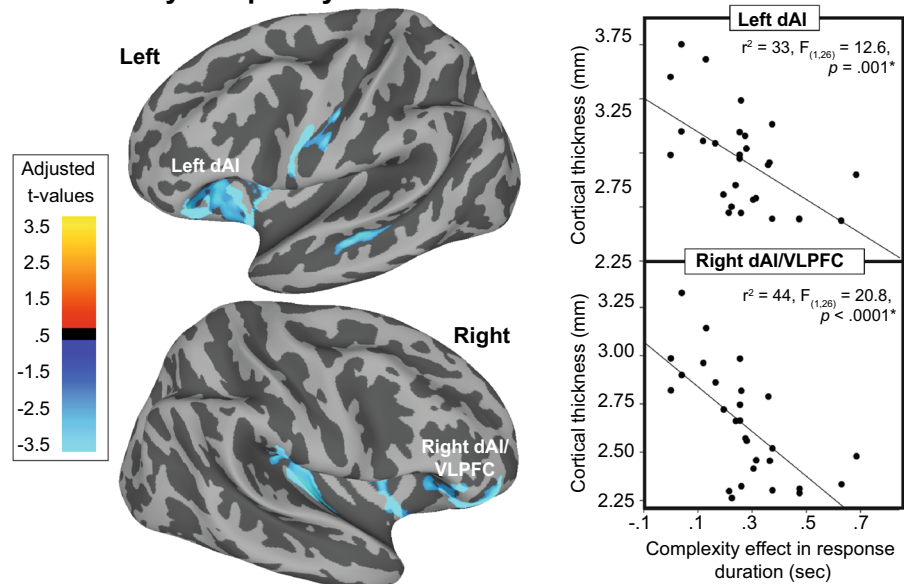 Left
Left dAI
Adjusted
t-values
3.5
2.5
1.5
.5
-1.5
-2.5
-3.5
Right
Right dAI/
VLPFC
Left dAI
r² = 33, F(1,26) = 12.6,
p = .001*
Cortical thickness (mm)
3.75
3.25
2.75
2.25
Right dAI/VLPFC
r² = 44, F(1,26) = 20.8,
p < .0001*
Cortical thickness (mm)
3.25
3.00
2.75
2.50
2.25
-.1 .1 .3 .5 .7
Complexity effect in response
duration (sec)